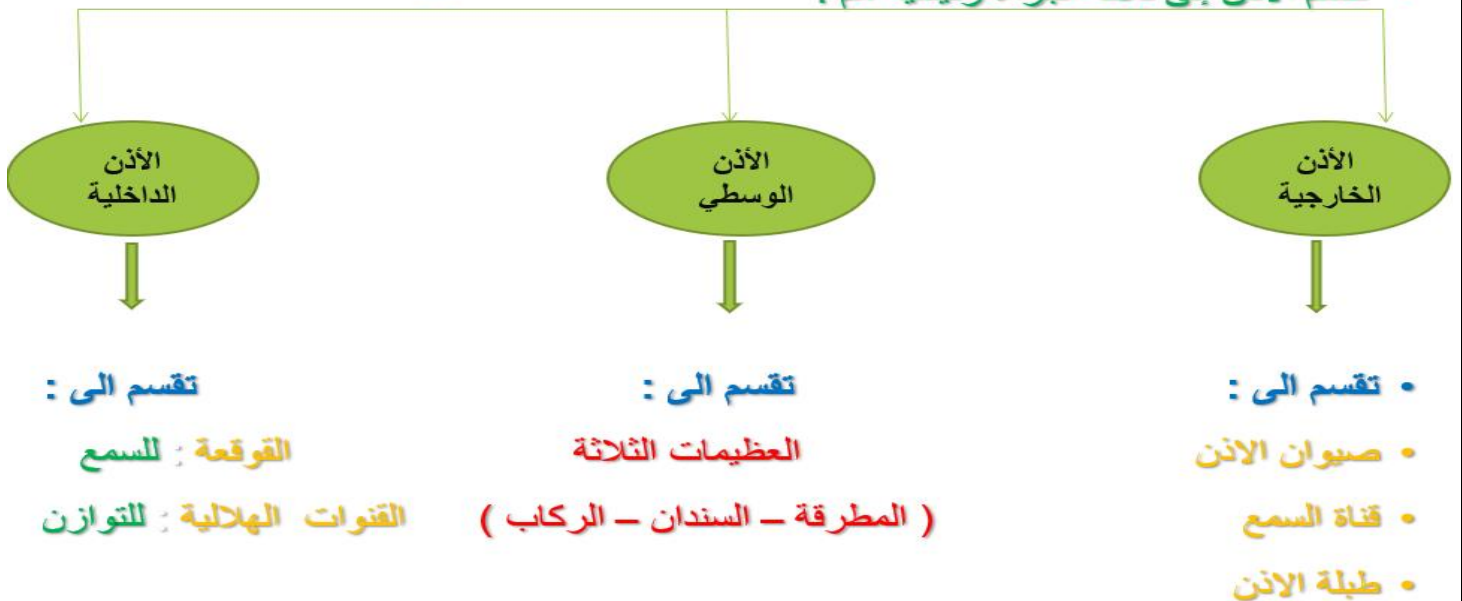 الأذن
الخارجية
الأذن
الوسطي
الأذن
الداخلية
• تقسم الى :
• صيوان الاذن
• قناة السمع
• طبلة الاذن
تقسم الى :
العظيمات الثلاثة
( المطرقة – السندان – الركاب )
تقسم الى :
القوقعة : للسمع
القنوات الهلالية : للتوازن